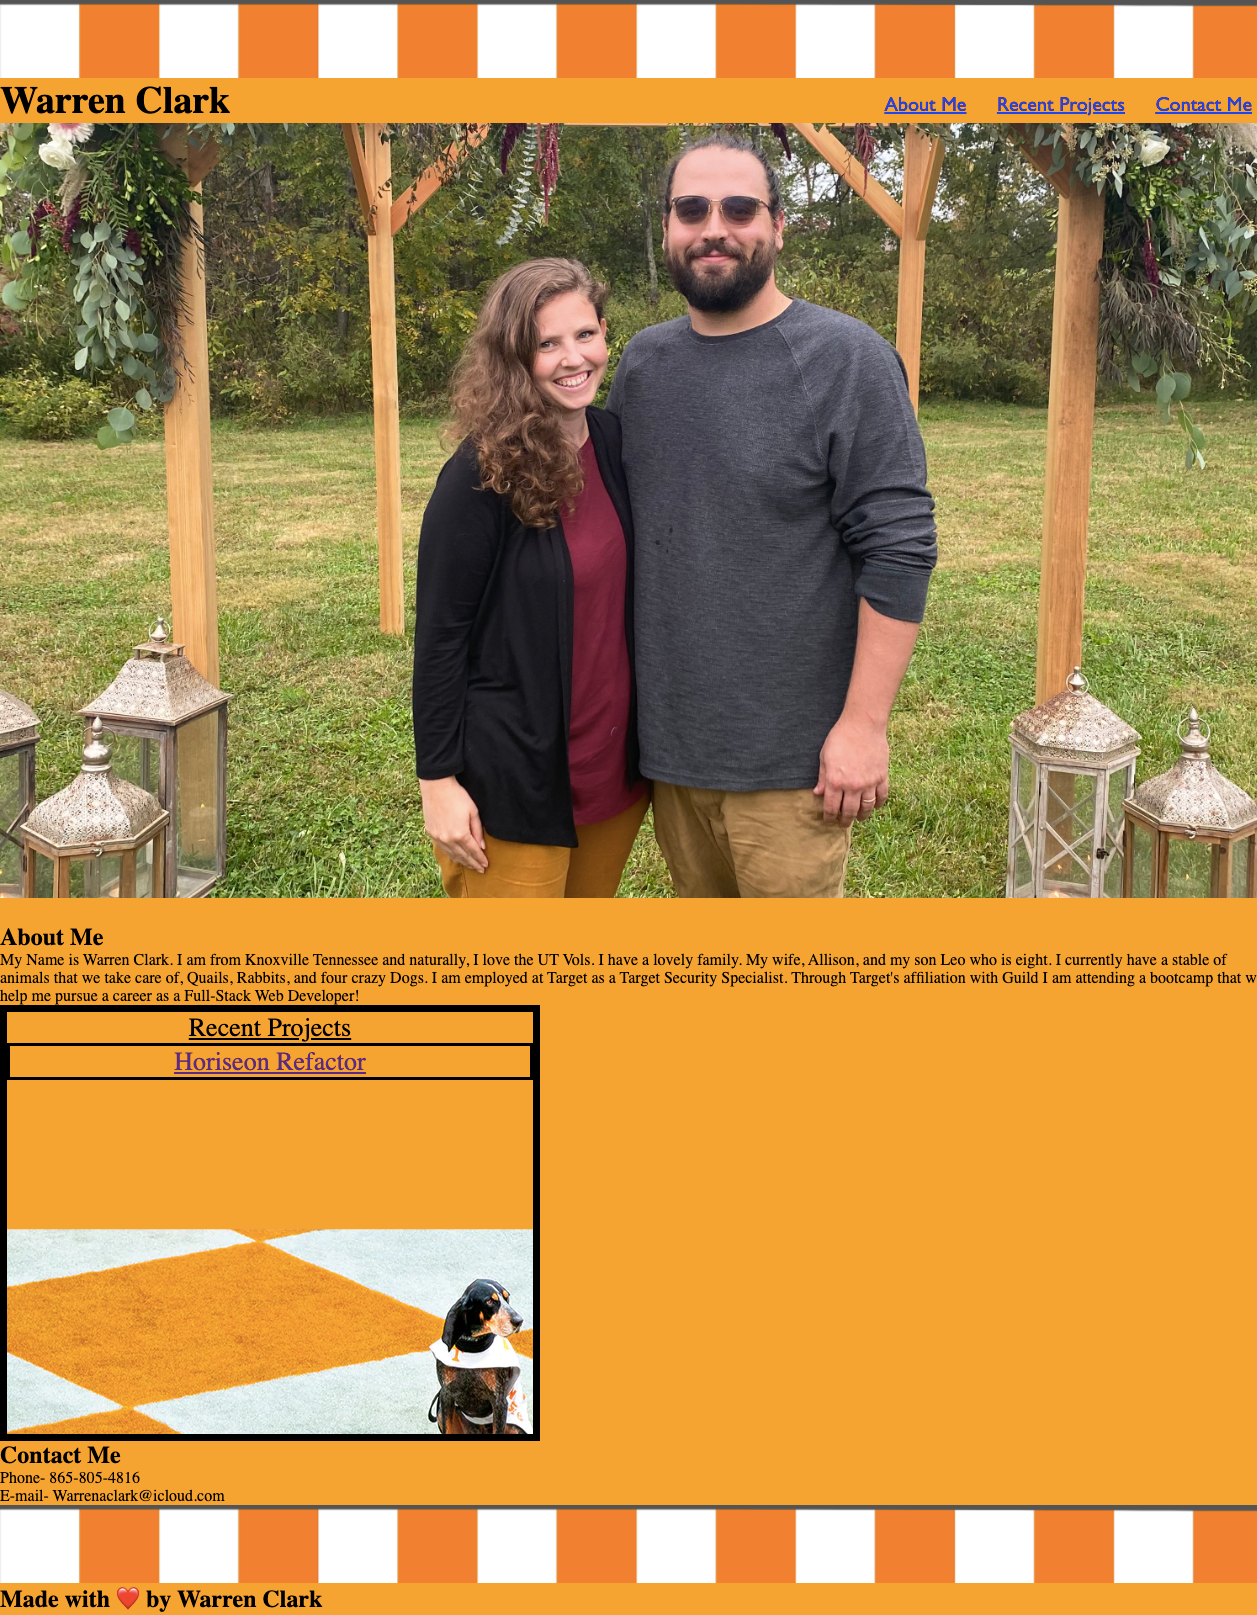 Warren Clark
About Me Recent Projects Contact Me
About Me
My Name is Warren Clark. I am from Knoxville Tennessee and naturally, I love the UT Vols. I have a lovely family. My wife, Allison, and my son Leo who is eight. I currently have a stable of
animals that we take care of, Quails, Rabbits, and four crazy Dogs. I am employed at Target as a Target Security Specialist. Through Target's affiliation with Guild I am attending a bootcamp that
help me pursue a career as a Full-Stack Web Developer!
Recent Projects
Horiseon Refactor
Contact Me
Phone- 865-805-4816
E-mail- Warrenaclark@icloud.com
Made with ❤️ by Warren Clark